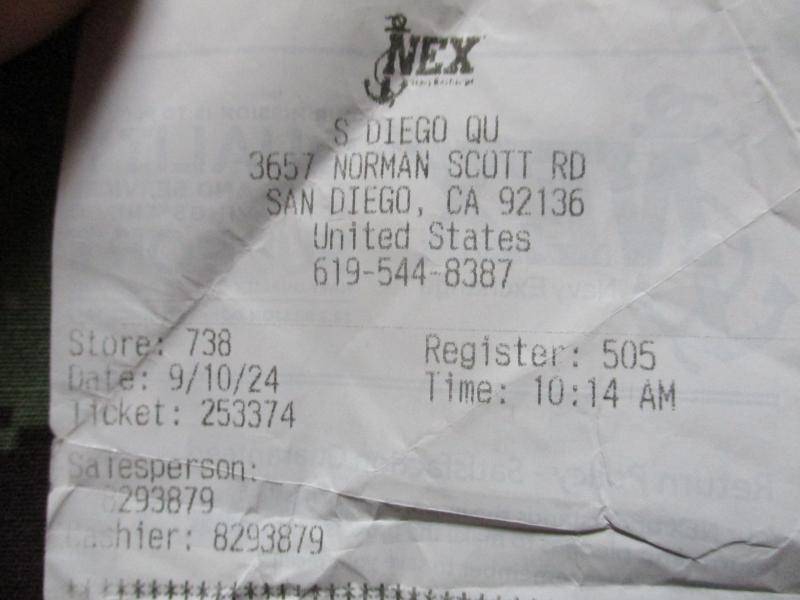 NEX
S DIEGO QU
3657 NORMAN SCOTT RD
SAN DIEGO, CA 92136
United States
619-544-8387
Store: 738 Register: 505
Date: 9/10/24 Time: 10:14 AM
Ticket: 253374
Salesperson:
8293879
Cashier: 8293879